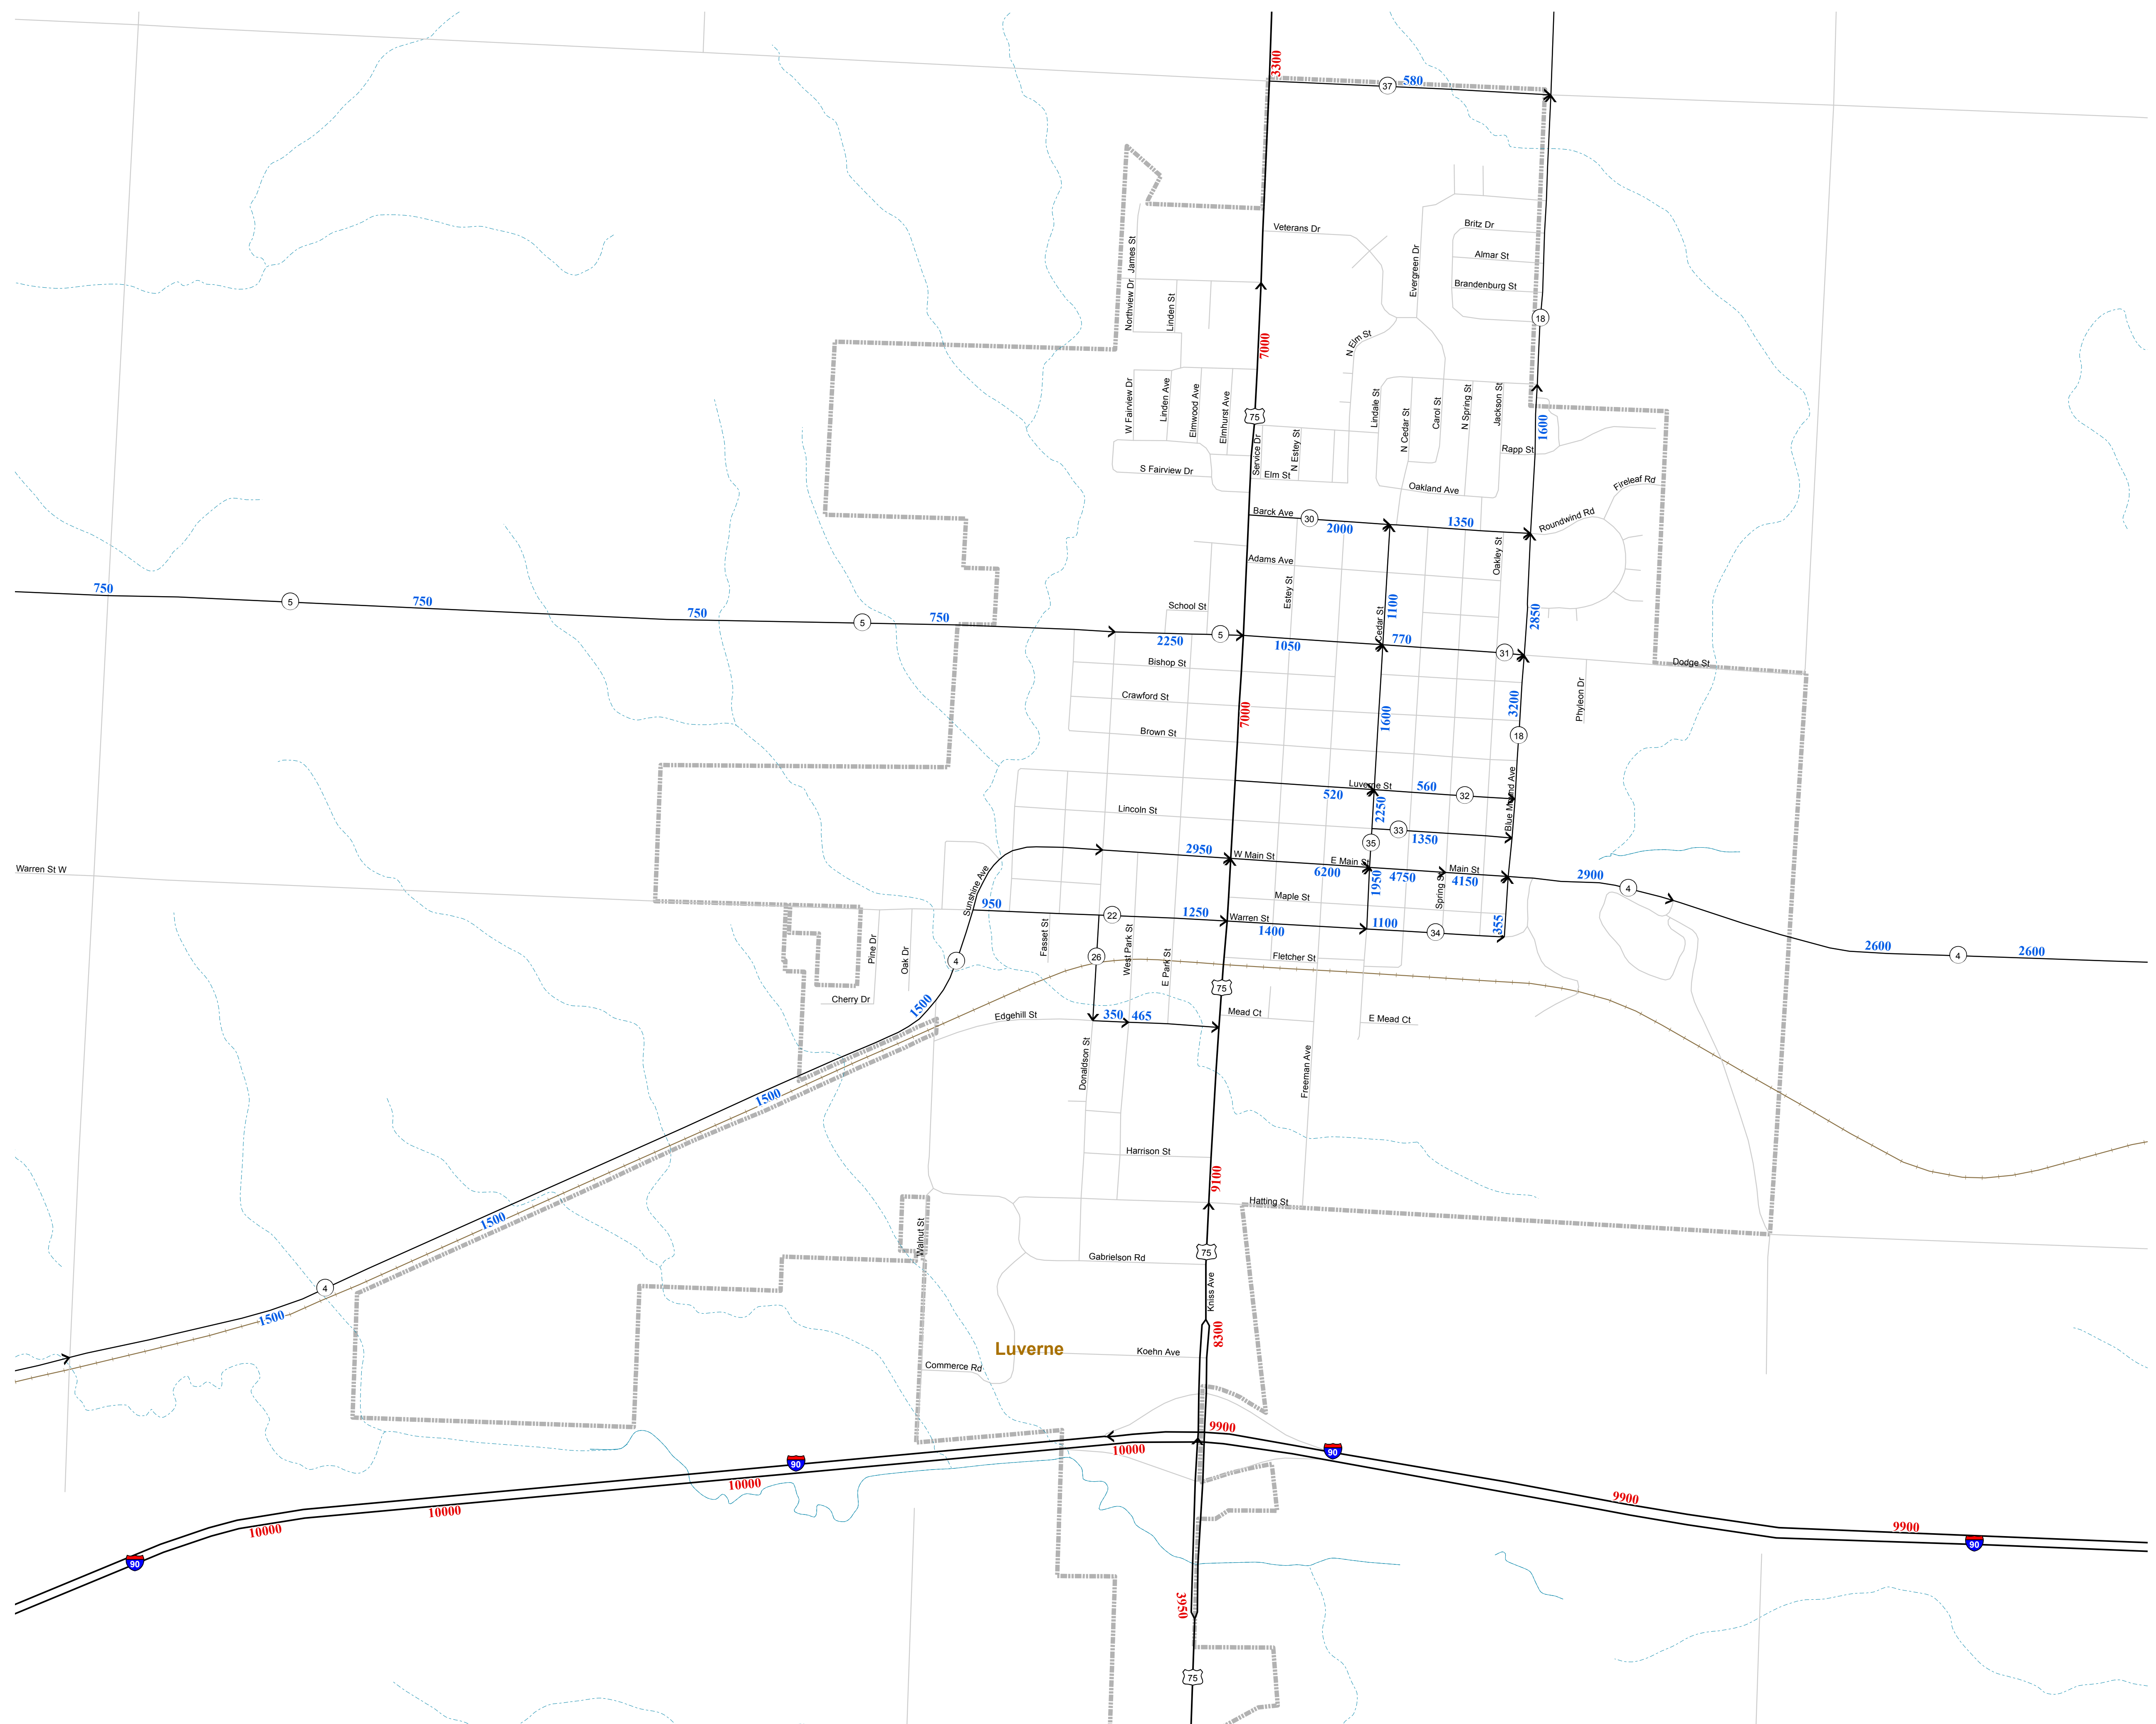 3300
37
580
Veterans Dr
Britz Dr
Almar St
Brandenburg St
Evergreen Dr
James St
Northview Dr
Linden St
18
7000
N Elm St
W Fairview Dr
Linden Ave
Elmwood Ave
Elmhurst Ave
75
Lindale St
N Cedar St
Carol St
N Spring St
Jackson St
1600
Rapp St
Service Dr
N Estey St
S Fairview Dr
Elm St
Oakland Ave
Fireleaf Rd
Barck Ave
30
2000
1350
Roundwind Rd
Adams Ave
Oakley St
Estey St
750
5
750
750
5
750
School St
Cedar St
1100
2850
2250
5
1050
770
31
Dodge St
Bishop St
Crawford St
Phyleon Dr
7000
1600
3200
Brown St
18
Luverne St
520
560
32
Blue Mound Ave
Lincoln St
2250
33
1350
35
2950
W Main St
E Main St
6200
4750
Main St
4150
2900
4
Warren St W
Sunshine Ave
1950
Spring St
Maple St
950
22
1250
Warren St
1400
1100
34
355
Pine Dr
Oak Dr
Fasset St
West Park St
E Park St
26
4
Fletcher St
2600
4
2600
Cherry Dr
1500
75
Edgehill St
350
465
Mead Ct
E Mead Ct
Donaldson St
Freeman Ave
1500
Harrison St
9100
Hatting St
1500
Walnut St
Gabrielson Rd
75
Kniss Ave
4
1500
8300
Luverne
Koehn Ave
Commerce Rd
9900
10000
90
90
10000
10000
10000
9900
9900
90
90
3950
75